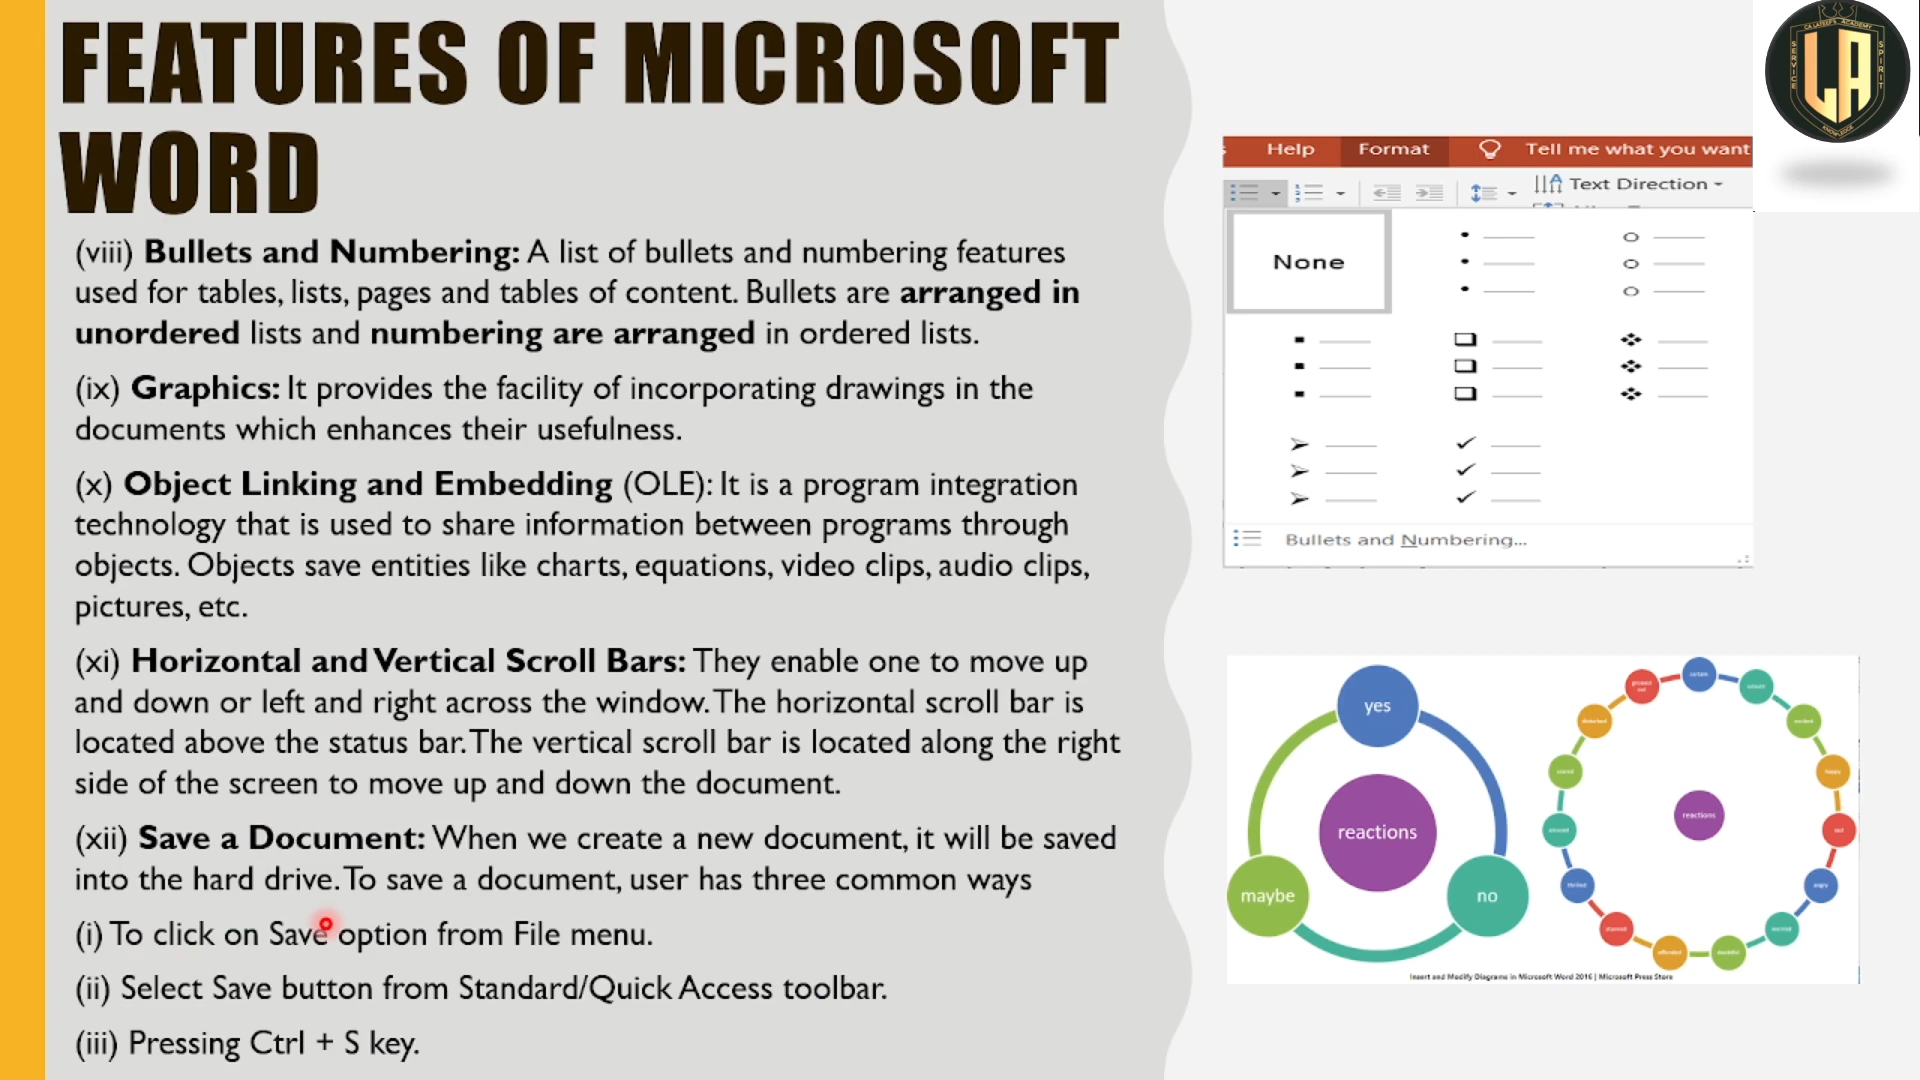 FEATURES OF MICROSOFT
WORD
(viii) Bullets and Numbering: A list of bullets and numbering features
used for tables, lists, pages and tables of content. Bullets are arranged in
unordered lists and numbering are arranged in ordered lists.
(ix) Graphics: It provides the facility of incorporating drawings in the
documents which enhances their usefulness.
(x) Object Linking and Embedding (OLE): It is a program integration
technology that is used to share information between programs through
objects. Objects save entities like charts, equations, video clips, audio clips,
pictures, etc.
(xi) Horizontal and Vertical Scroll Bars: They enable one to move up
and down or left and right across the window. The horizontal scroll bar is
located above the status bar. The vertical scroll bar is located along the right
side of the screen to move up and down the document.
(xii) Save a Document: When we create a new document, it will be saved
into the hard drive. To save a document, user has three common ways
(i) To click on Save option from File menu.
(ii) Select Save button from Standard/Quick Access toolbar.
(iii) Pressing Ctrl + S key.
Help Format Tell me what you want
Text Direction
None
Bullets and Numbering...
yes
reactions
maybe
no
reactions
happy
angry
Insert and Modify Diagrams in Microsoft Word 2016 | Microsoft Press Store
LA
SERVICE
SPIRIT
KNOWLEDGE